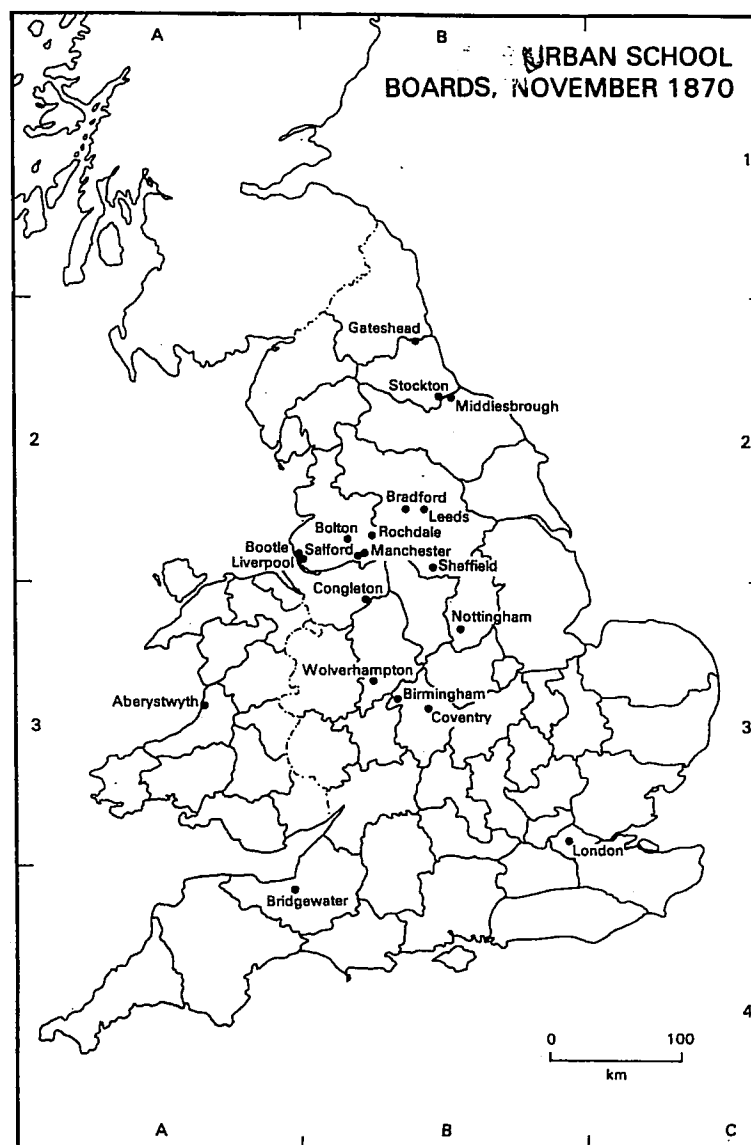 A
B
URBAN SCHOOL
BOARDS, NOVEMBER 1870
1
Gateshead
Stockton
Middlesbrough
2
2
Bradford
Leeds
Bolton
Rochdale
Bootle
Salford
Manchester
Liverpool
Sheffield
Congleton
Nottingham
Wolverhampton
Birmingham
Aberystwyth
Coventry
3
3
London
Bridgewater
4
0
100
km
A
B
C